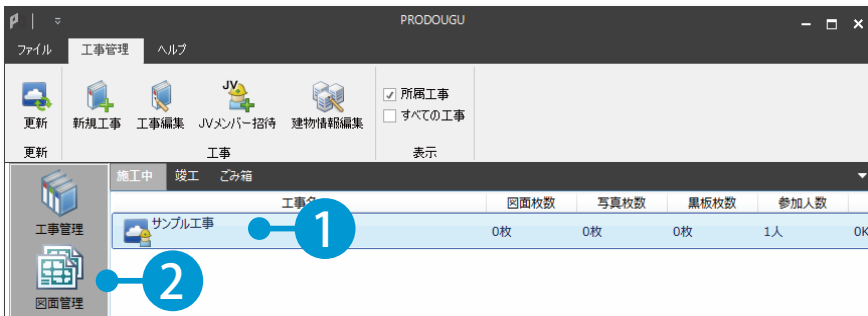 PRODOUGU
ファイル 工事管理 ヘルプ
更新 新規工事 工事編集 JVメンバー招待 建物情報編集
JV
所属工事
すべての工事
更新 工事 表示
施工中 竣工 ごみ箱
工事名 図面枚数 写真枚数 黒板枚数 参加人数
サンプル工事 0枚 0枚 0枚 1人 0K
1
工事管理
2
図面管理